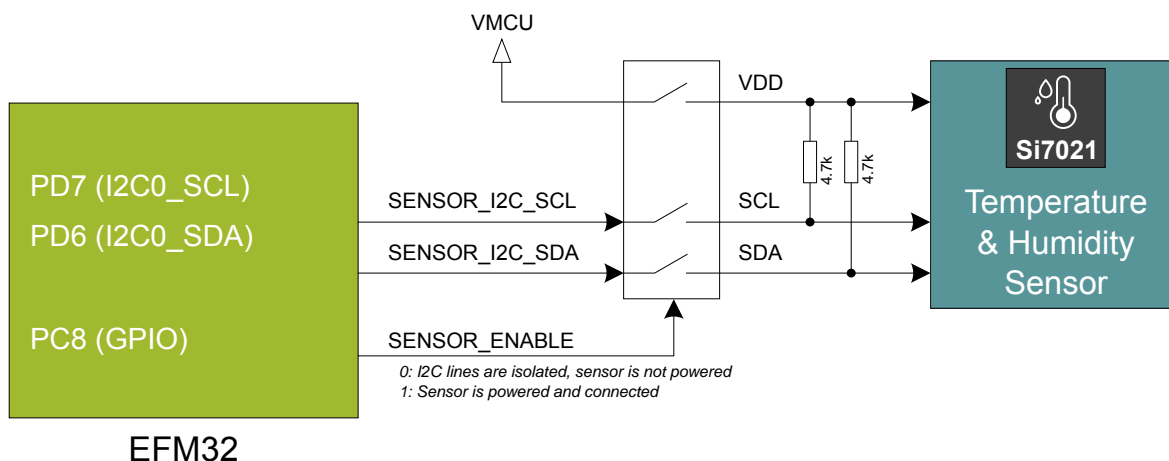 VMCU
VDD
PD7 (I2C0_SCL)
PD6 (I2C0_SDA)
PC8 (GPIO)
SENSOR_I2C_SCL
SENSOR_I2C_SDA
SENSOR_ENABLE
0: I2C lines are isolated, sensor is not powered
1: Sensor is powered and connected
SCL
SDA
4.7k
4.7k
Si7021
Temperature
& Humidity
Sensor
EFM32